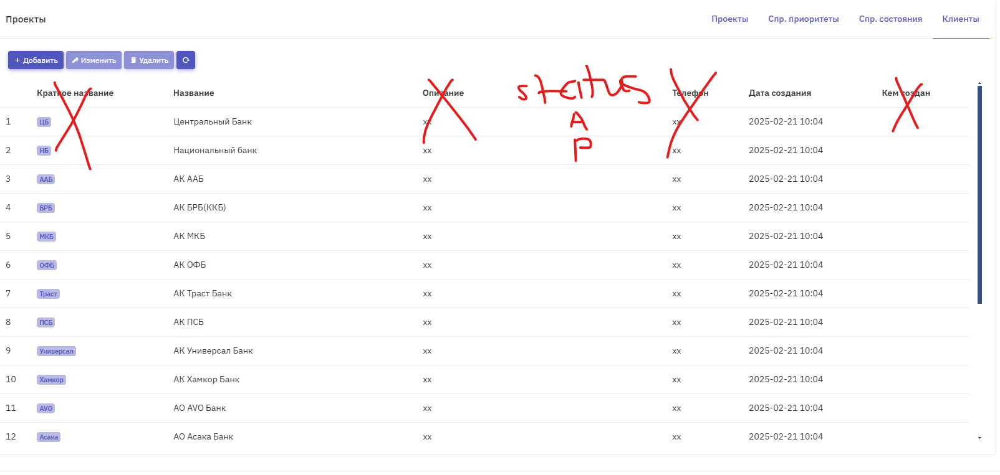 Проекты Проекты Спр. приоритеты Спр. состояния Клиенты
+ Добавить Изменить Удалить
Краткое название Название Описание status Телефон Дата создания Кем создан
1 ЦБ Центральный Банк xx A xx 2025-02-21 10:04
2 НБ Национальный банк xx P xx 2025-02-21 10:04
3 ААБ АК ААБ xx xx 2025-02-21 10:04
4 БРБ АК БРБ(ККБ) xx xx 2025-02-21 10:04
5 МКБ АК МКБ xx xx 2025-02-21 10:04
6 ОФБ АК ОФБ xx xx 2025-02-21 10:04
7 Траст АК Траст Банк xx xx 2025-02-21 10:04
8 ПСБ АК ПСБ xx xx 2025-02-21 10:04
9 Универсал АК Универсал Банк xx xx 2025-02-21 10:04
10 Хамкор АК Хамкор Банк xx xx 2025-02-21 10:04
11 AVO АО AVO Банк xx xx 2025-02-21 10:04
12 Асака АО Асака Банк xx xx 2025-02-21 10:04